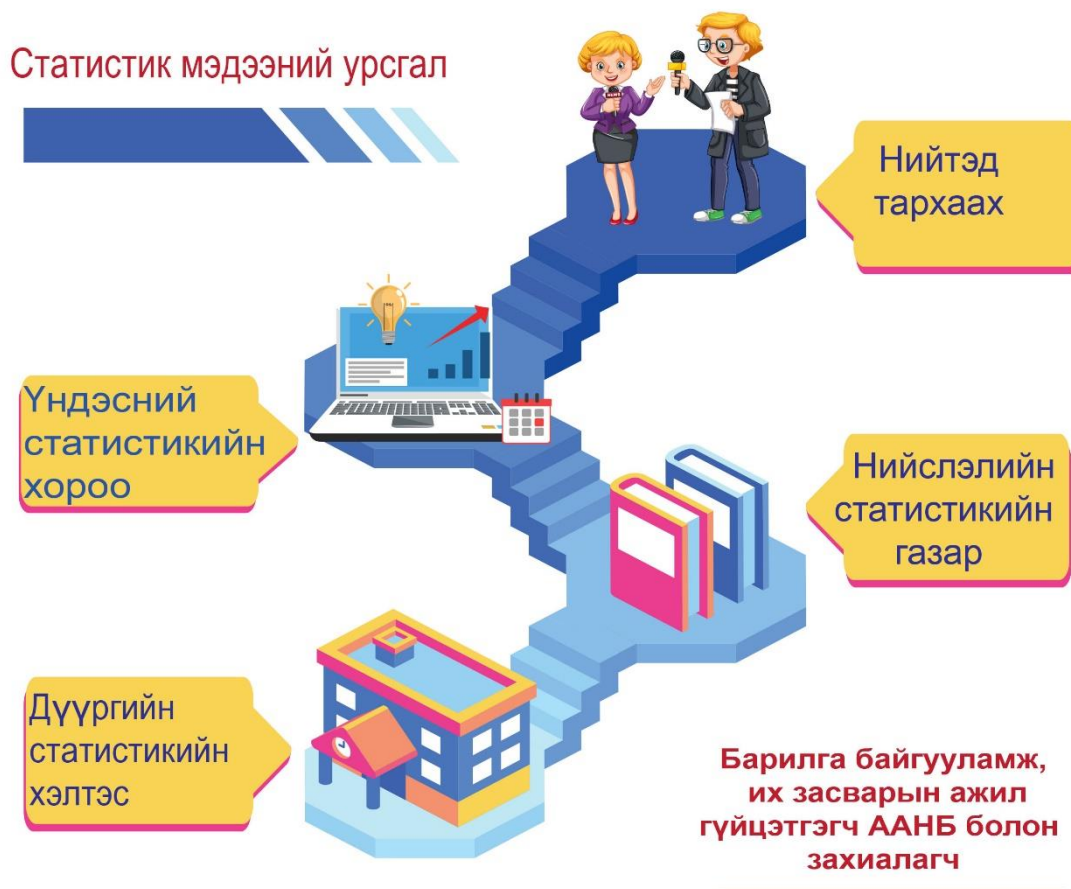 Статистик мэдээний урсгал
Нийтэд
тархаах
Үндэсний
статистикийн
хороо
Нийслэлийн
статистикийн
газар
Дүүргийн
статистикийн
хэлтэс
Барилга байгууламж,
их засварын ажил
гүйцэтгэгч ААНБ болон
захиалагч